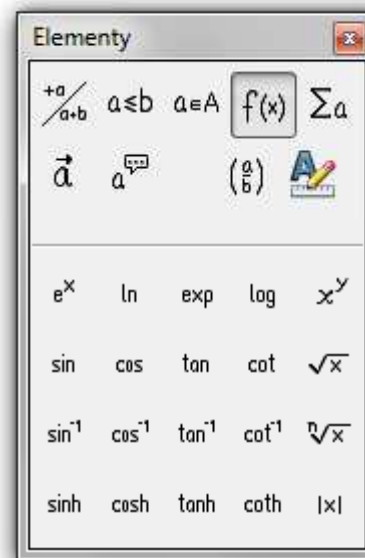 Elementy
+a/a+b a≤b a∈A f(x) Σa
a⃗ a (a/b) A
eˣ ln exp log xʸ
sin cos tan cot √x
sin⁻¹ cos⁻¹ tan⁻¹ cot⁻¹ ⁿ√x
sinh cosh tanh coth |x|